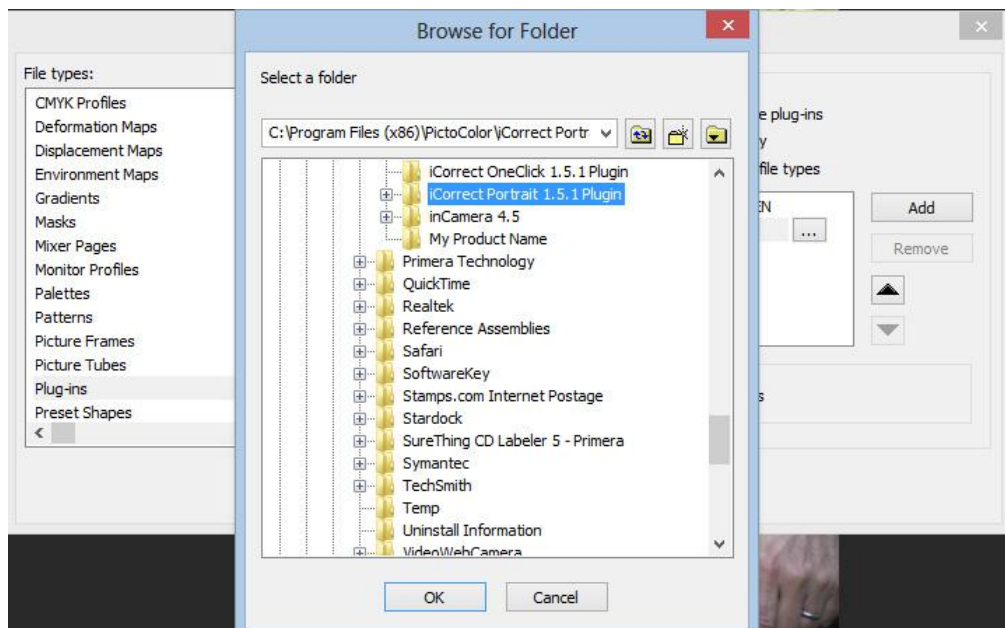 Browse for Folder
File types:
CMYK Profiles
Deformation Maps
Displacement Maps
Environment Maps
Gradients
Masks
Mixer Pages
Monitor Profiles
Palettes
Patterns
Picture Frames
Picture Tubes
Plug-ins
Preset Shapes
Select a folder
C:\Program Files (x86)\PictoColor\iCorrect Portr
iCorrect OneClick 1.5.1 Plugin
iCorrect Portrait 1.5.1 Plugin
inCamera 4.5
My Product Name
Primera Technology
QuickTime
Realtek
Reference Assemblies
Safari
SoftwareKey
Stamps.com Internet Postage
Stardock
SureThing CD Labeler 5 - Primera
Symantec
TechSmith
Temp
Uninstall Information
VideoWebCamera
OK Cancel
e plug-ins
y
file types
EN
...
Add
Remove
s